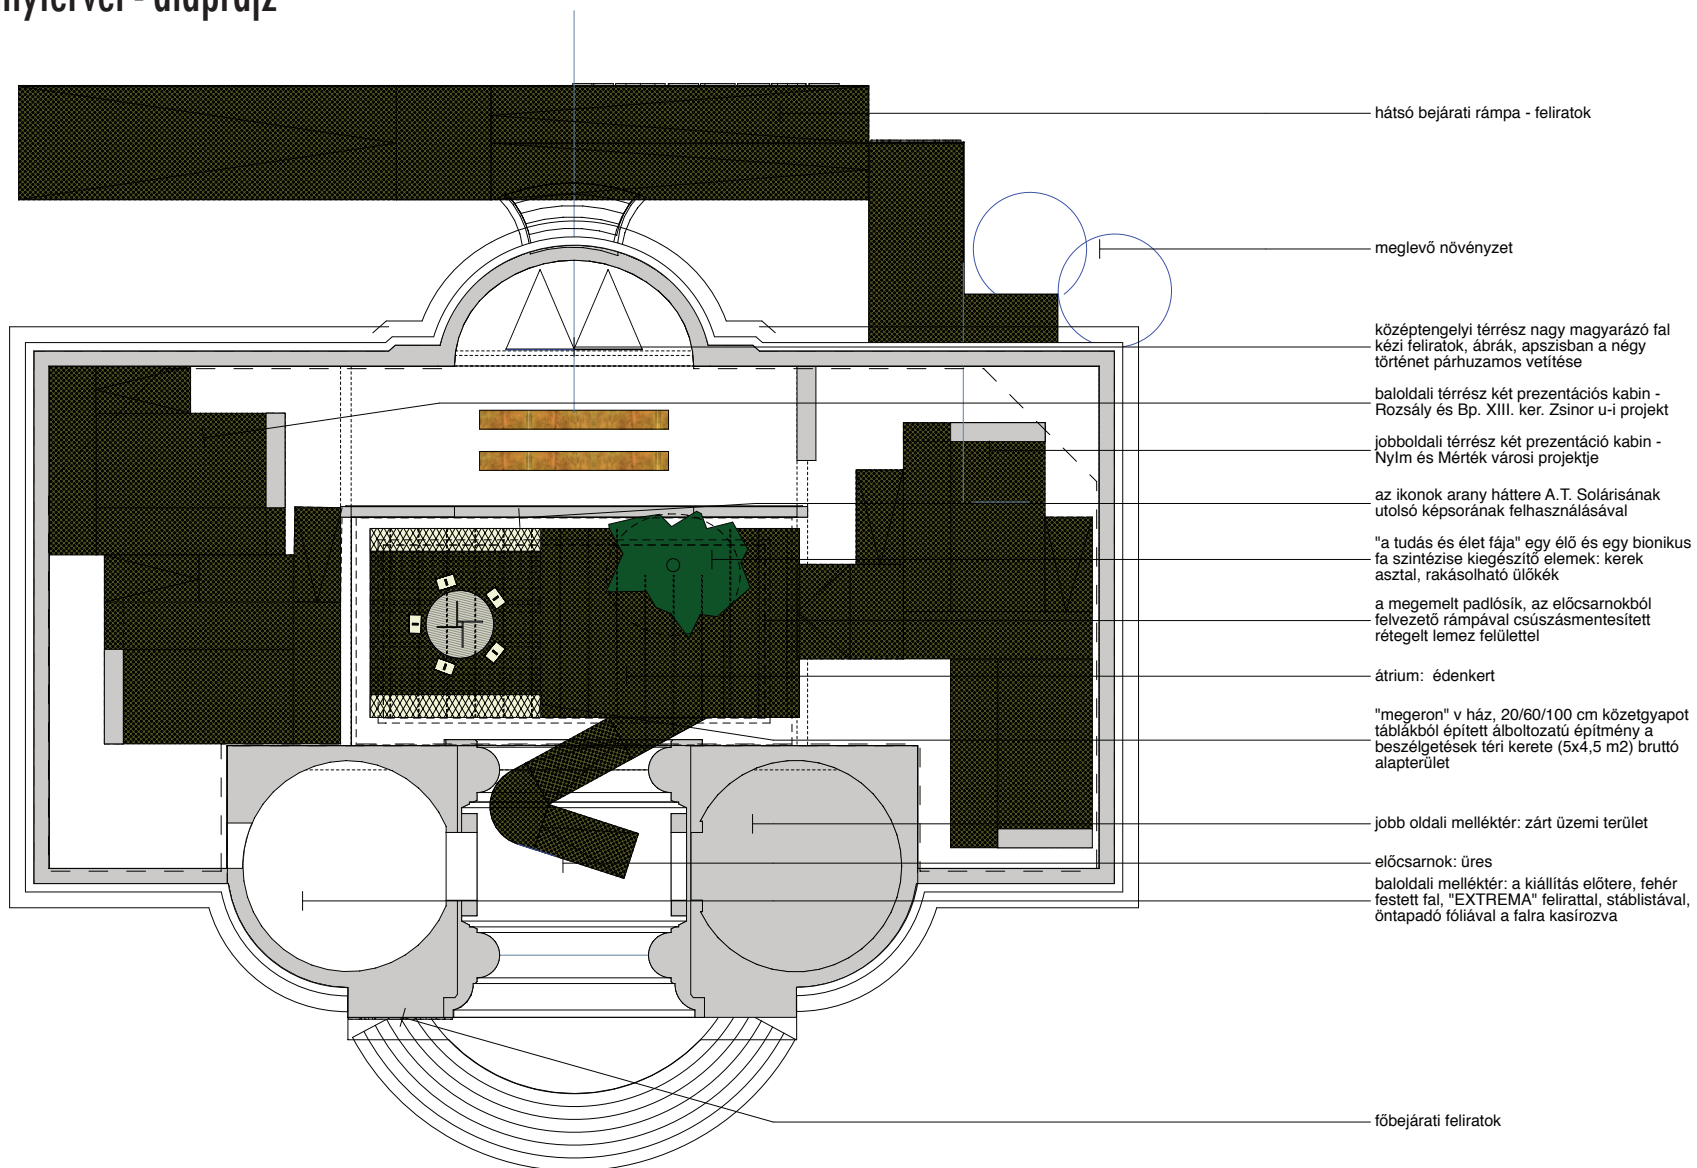 - alaprajz
hátsó bejárati rámpa - feliratok
meglevő növényzet
középtengelyi térrész nagy magyarázó fal
kézi feliratok, ábrák, apszisban a négy
történet párhuzamos vetítése
baloldali térrész két prezentációs kabin -
Rozsály és Bp. XIII. ker. Zsinor u-i projekt
jobboldali térrész két prezentáció kabin -
NyIm és Mérték városi projektje
az ikonok arany háttere A.T. Solárisának
utolsó képsorának felhasználásával
"a tudás és élet fája" egy élő és egy bionikus
fa szintézise kiegészítő elemek: kerek
asztal, rakásolható ülőkék
a megemelt padlósík, az előcsarnokból
felvezető rámpával csúszásmentesített
rétegelt lemez felülettel
átrium: édenkert
"megeron" v ház, 20/60/100 cm közetgyapot
táblákból épített álboltozatú építmény a
beszélgetések téri kerete (5x4,5 m2) bruttó
alapterület
jobb oldali melléktér: zárt üzemi terület
előcsarnok: üres
baloldali melléktér: a kiállítás előtere, fehér
festett fal, "EXTREMA" felirattal, stáblistával,
öntapadó fóliával a falra kasírozva
főbejárati feliratok